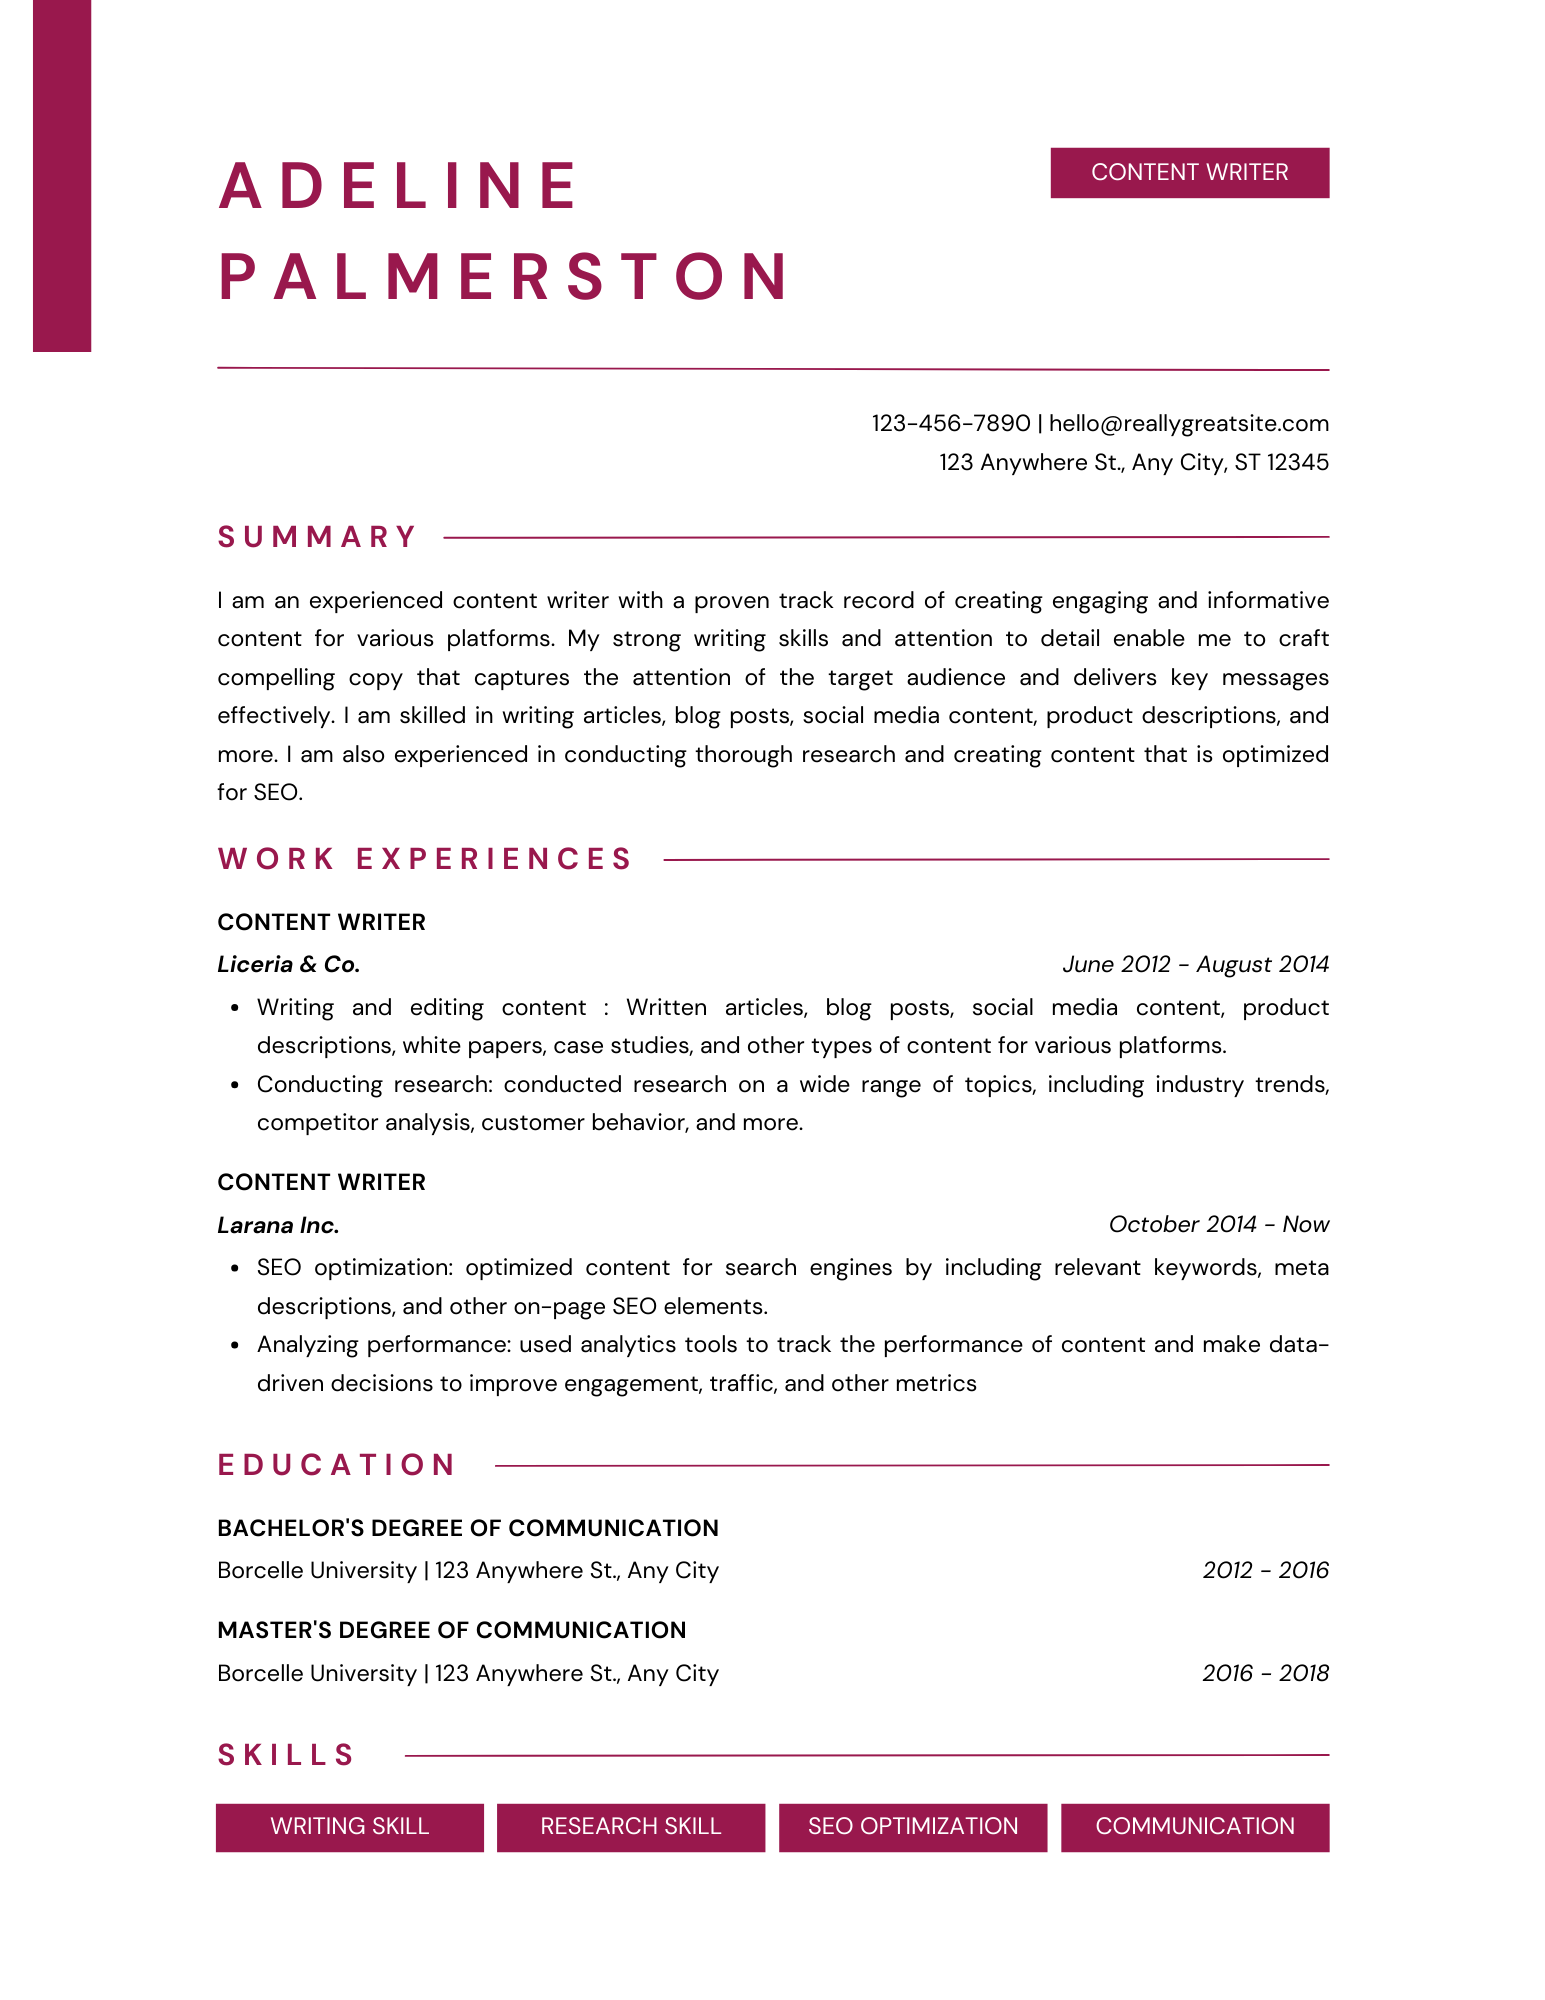 ADELINE
PALMERSTON
CONTENT WRITER
123-456-7890 | hello@reallygreatsite.com
123 Anywhere St., Any City, ST 12345
SUMMARY
I am an experienced content writer with a proven track record of creating engaging and informative
content for various platforms. My strong writing skills and attention to detail enable me to craft
compelling copy that captures the attention of the target audience and delivers key messages
effectively. I am skilled in writing articles, blog posts, social media content, product descriptions, and
more. I am also experienced in conducting thorough research and creating content that is optimized
for SEO.
WORK EXPERIENCES
CONTENT WRITER
Liceria & Co. June 2012 - August 2014
• Writing and editing content : Written articles, blog posts, social media content, product
descriptions, white papers, case studies, and other types of content for various platforms.
• Conducting research: conducted research on a wide range of topics, including industry trends,
competitor analysis, customer behavior, and more.
CONTENT WRITER
Larana Inc. October 2014 - Now
• SEO optimization: optimized content for search engines by including relevant keywords, meta
descriptions, and other on-page SEO elements.
• Analyzing performance: used analytics tools to track the performance of content and make data-
driven decisions to improve engagement, traffic, and other metrics
EDUCATION
BACHELOR'S DEGREE OF COMMUNICATION
Borcelle University | 123 Anywhere St., Any City 2012 - 2016
MASTER'S DEGREE OF COMMUNICATION
Borcelle University | 123 Anywhere St., Any City 2016 - 2018
SKILLS
WRITING SKILL RESEARCH SKILL SEO OPTIMIZATION COMMUNICATION